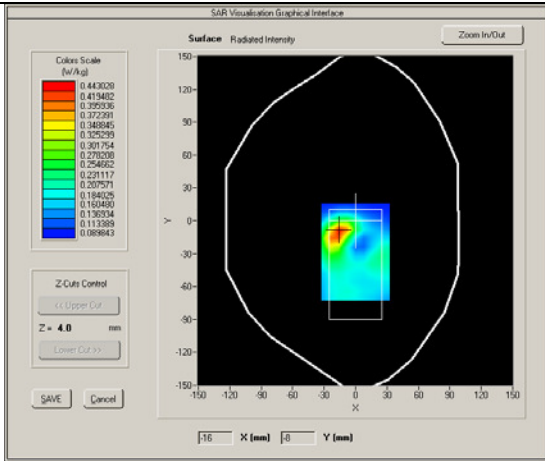 SAR Visualisation Graphical Interface
Surface Radiated Intensity
Zoom In/Out
Colors Scale
(W/kg)
0.443028
0.419482
0.395936
0.372391
0.348845
0.325299
0.301754
0.278208
0.254662
0.231117
0.207571
0.184025
0.160480
0.136934
0.113389
0.089843
Z-Cuts Control
<< Upper Cut
Z = 4.0 mm
Lower Cut >>
SAVE Cancel
150-
120-
90-
60-
30-
Y
0-
-30-
-60-
-90-
-120-
-150-
-150 -120 -90 -60 -30 0 30 60 90 120 150
X
-16 X (mm) -8 Y (mm)